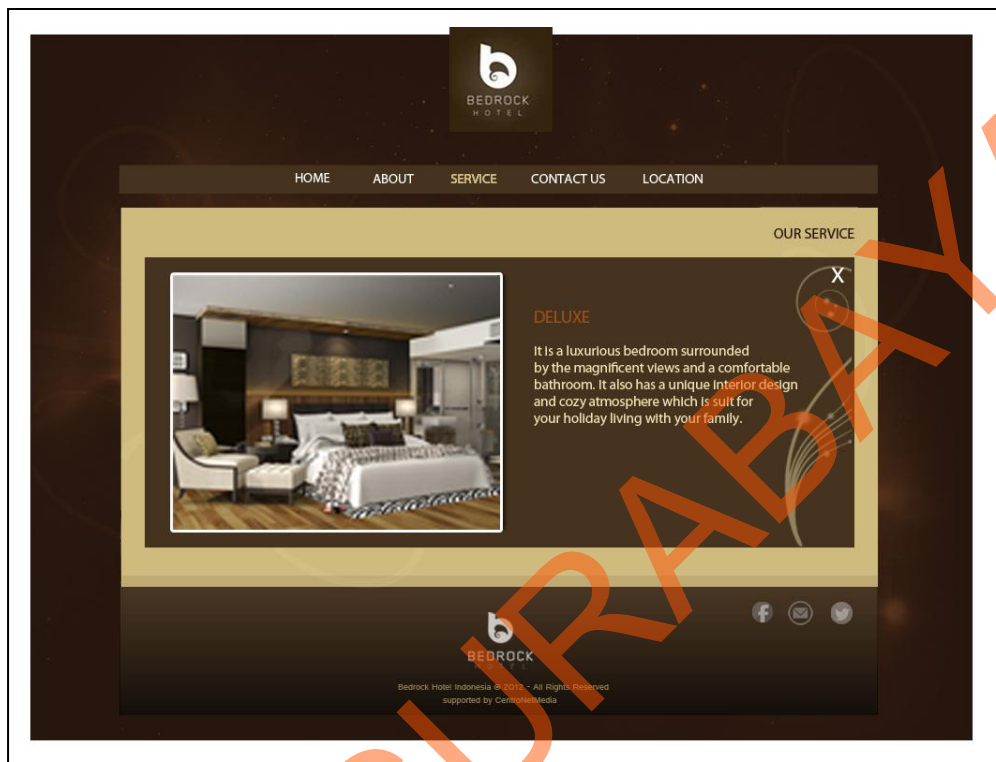 BEDROCK
HOTEL
HOME ABOUT SERVICE CONTACT US LOCATION
OUR SERVICE
X
DELUXE
It is a luxurious bedroom surrounded
by the magnificent views and a comfortable
bathroom. It also has a unique interior design
and cozy atmosphere which is suit for
your holiday living with your family.
BEDROCK
HOTEL
Bedrock Hotel Indonesia © 2012 - All Rights Reserved
supported by CentroNetMedia
SURABAYA